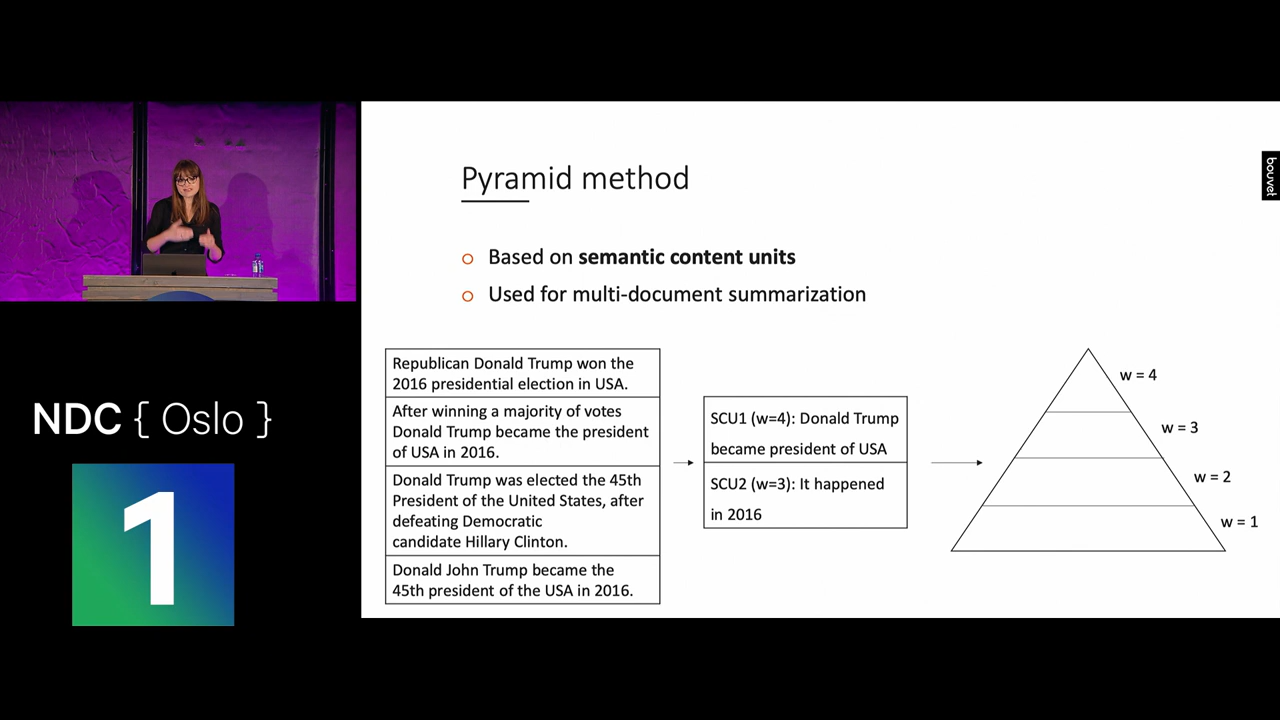 Pyramid method
bouvet
Based on semantic content units
Used for multi-document summarization
Republican Donald Trump won the
2016 presidential election in USA.
After winning a majority of votes
Donald Trump became the president
of USA in 2016.
Donald Trump was elected the 45th
President of the United States, after
defeating Democratic
candidate Hillary Clinton.
Donald John Trump became the
45th president of the USA in 2016.
SCU1 (w=4): Donald Trump
became president of USA
SCU2 (w=3): It happened
in 2016
w = 4
w = 3
w = 2
w = 1
NDC { Oslo }
1